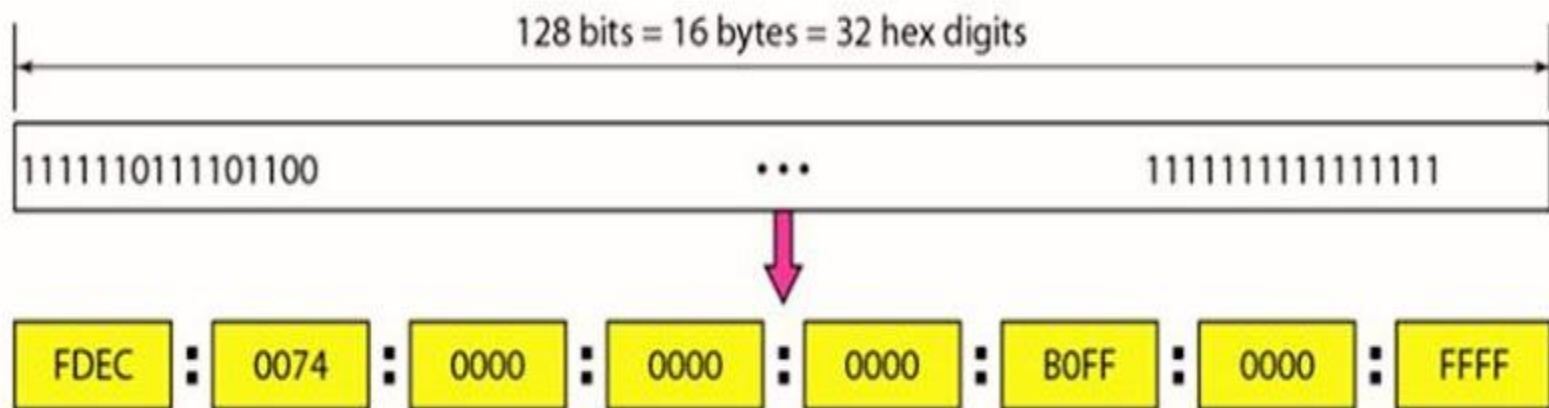 128 bits = 16 bytes = 32 hex digits
1111110111101100 ••• 1111111111111111
FDEC : 0074 : 0000 : 0000 : 0000 : B0FF : 0000 : FFFF